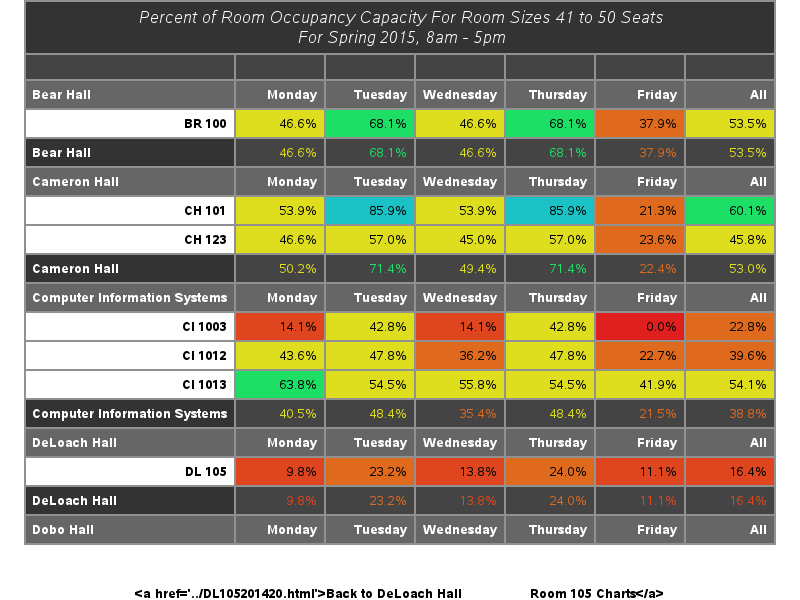 Percent of Room Occupancy Capacity For Room Sizes 41 to 50 Seats
For Spring 2015, 8am - 5pm
Bear Hall Monday Tuesday Wednesday Thursday Friday All
BR 100 46.6% 68.1% 46.6% 68.1% 37.9% 53.5%
Bear Hall 46.6% 68.1% 46.6% 68.1% 37.9% 53.5%
Cameron Hall Monday Tuesday Wednesday Thursday Friday All
CH 101 53.9% 85.9% 53.9% 85.9% 21.3% 60.1%
CH 123 46.6% 57.0% 45.0% 57.0% 23.6% 45.8%
Cameron Hall 50.2% 71.4% 49.4% 71.4% 22.4% 53.0%
Computer Information Systems Monday Tuesday Wednesday Thursday Friday All
CI 1003 14.1% 42.8% 14.1% 42.8% 0.0% 22.8%
CI 1012 43.6% 47.8% 36.2% 47.8% 22.7% 39.6%
CI 1013 63.8% 54.5% 55.8% 54.5% 41.9% 54.1%
Computer Information Systems 40.5% 48.4% 35.4% 48.4% 21.5% 38.8%
DeLoach Hall Monday Tuesday Wednesday Thursday Friday All
DL 105 9.8% 23.2% 13.8% 24.0% 11.1% 16.4%
DeLoach Hall 9.8% 23.2% 13.8% 24.0% 11.1% 16.4%
Dobo Hall Monday Tuesday Wednesday Thursday Friday All
<a href='../DL105201420.html'>Back to DeLoach Hall Room 105 Charts</a>